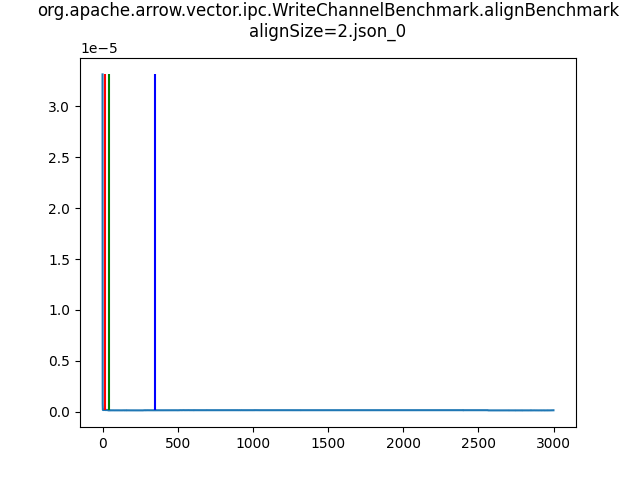 org.apache.arrow.vector.ipc.WriteChannelBenchmark.alignBenchmark
alignSize=2.json_0
1e−5
3.0
2.5
2.0
1.5
1.0
0.5
0.0
0 500 1000 1500 2000 2500 3000